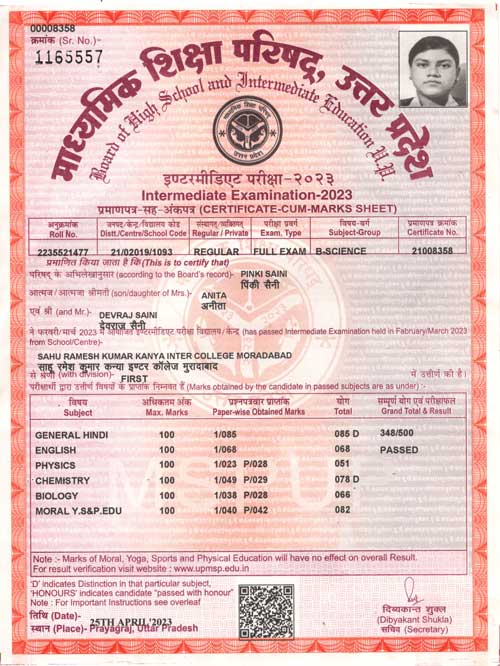 00008358
क्रमांक (Sr. No.)-
1165557
माध्यमिक शिक्षा परिषद्, उत्तर प्रदेश
Board of High School and Intermediate Education U.P.
उत्तर प्रदेश
इण्टरमीडिएट परीक्षा-२०२३
Intermediate Examination-2023
प्रमाणपत्र-सह-अंकपत्र (CERTIFICATE-CUM-MARKS SHEET)
अनुक्रमांक जनपद/केन्द्र/विद्यालय कोड संस्थागत/व्यक्तिगत परीक्षा प्रवर्ग विषय-वर्ग प्रमाणपत्र क्रमांक
Roll No. Distt./Centre/School Code Regular / Private Exam. Type Subject-Group Certificate No.
2235521477 21/02019/1093 REGULAR FULL EXAM B-SCIENCE 21008358
प्रमाणित किया जाता है कि(This is to certify that)
परिषद के अभिलेखानुसार (according to the Board's record)- PINKI SAINI
पिंकी सैनी
आत्मज / आत्मजा श्रीमती (son/daughter of Mrs.)- ANITA
अनीता
एवं श्री (and Mr.)- DEVRAJ SAINI
देवराज सैनी
ने फरवरी/मार्च 2023 में आयोजित इण्टरमीडिएट परीक्षा विद्यालय/केन्द्र (has passed Intermediate Examination held in February/March 2023
from School/Centre)-
SAHU RAMESH KUMAR KANYA INTER COLLEGE MORADABAD
साहू रमेश कुमार कन्या इण्टर कॉलेज मुरादाबाद
से श्रेणी (with division)- FIRST में उत्तीर्ण की है।
परीक्षार्थी द्वारा उत्तीर्ण विषयों के प्राप्तांक निम्नवत हैं (Marks obtained by the candidate in passed subjects are as under) :-
विषय अधिकतम अंक प्रश्नपत्रवार प्राप्तांक योग सम्पूर्ण योग एवं परीक्षाफल
Subject Max. Marks Paper-wise Obtained Marks Total Grand Total & Result
GENERAL HINDI 100 1/085 085 D 348/500
ENGLISH 100 1/068 068 PASSED
PHYSICS 100 1/023 P/028 051
CHEMISTRY 100 1/049 P/029 078 D
BIOLOGY 100 1/038 P/028 066
MORAL Y.S&P.EDU 100 1/040 P/042 082
Note :- Marks of Moral, Yoga, Sports and Physical Education will have no effect on overall Result.
For result verification visit website : www.upmsp.edu.in
'D' indicates Distinction in that particular subject,
'HONOURS' indicates candidate "passed with honour"
Note : For Important Instructions see overleaf
तिथि (Date)- 25TH APRIL'2023
स्थान (Place)- Prayagraj, Uttar Pradesh
दिव्यकान्त शुक्ल
(Dibyakant Shukla)
सचिव (Secretary)